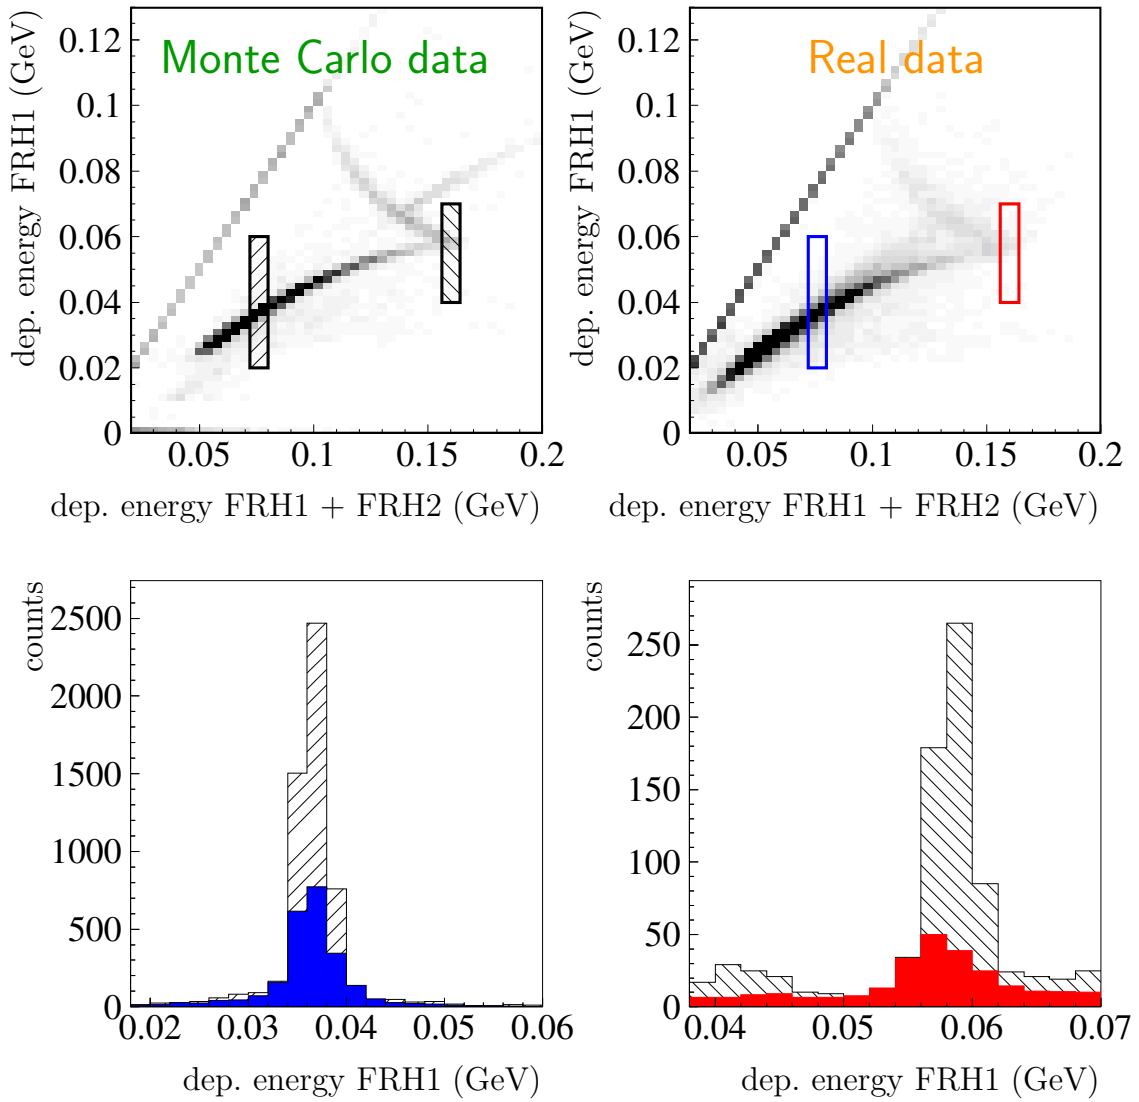 dep. energy FRH1 (GeV)
Monte Carlo data
0.12
0.1
0.08
0.06
0.04
0.02
0
0.05 0.1 0.15 0.2
dep. energy FRH1 + FRH2 (GeV)
dep. energy FRH1 (GeV)
Real data
0.12
0.1
0.08
0.06
0.04
0.02
0
0.05 0.1 0.15 0.2
dep. energy FRH1 + FRH2 (GeV)
counts
2500
2000
1500
1000
500
0
0.02 0.03 0.04 0.05 0.06
dep. energy FRH1 (GeV)
counts
250
200
150
100
50
0
0.04 0.05 0.06 0.07
dep. energy FRH1 (GeV)